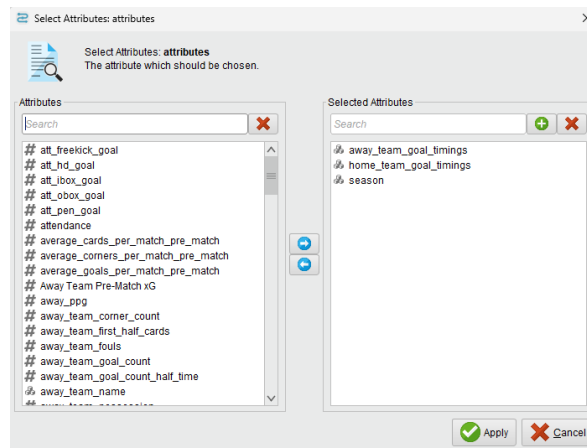 Select Attributes: attributes
Select Attributes: attributes
The attribute which should be chosen.
Attributes
Search
att_freekick_goal
att_hd_goal
att_ibox_goal
att_obox_goal
att_pen_goal
attendance
average_cards_per_match_pre_match
average_corners_per_match_pre_match
average_goals_per_match_pre_match
Away Team Pre-Match xG
away_ppg
away_team_corner_count
away_team_first_half_cards
away_team_fouls
away_team_goal_count
away_team_goal_count_half_time
away_team_name
Selected Attributes
Search
away_team_goal_timings
home_team_goal_timings
season
Apply
Cancel